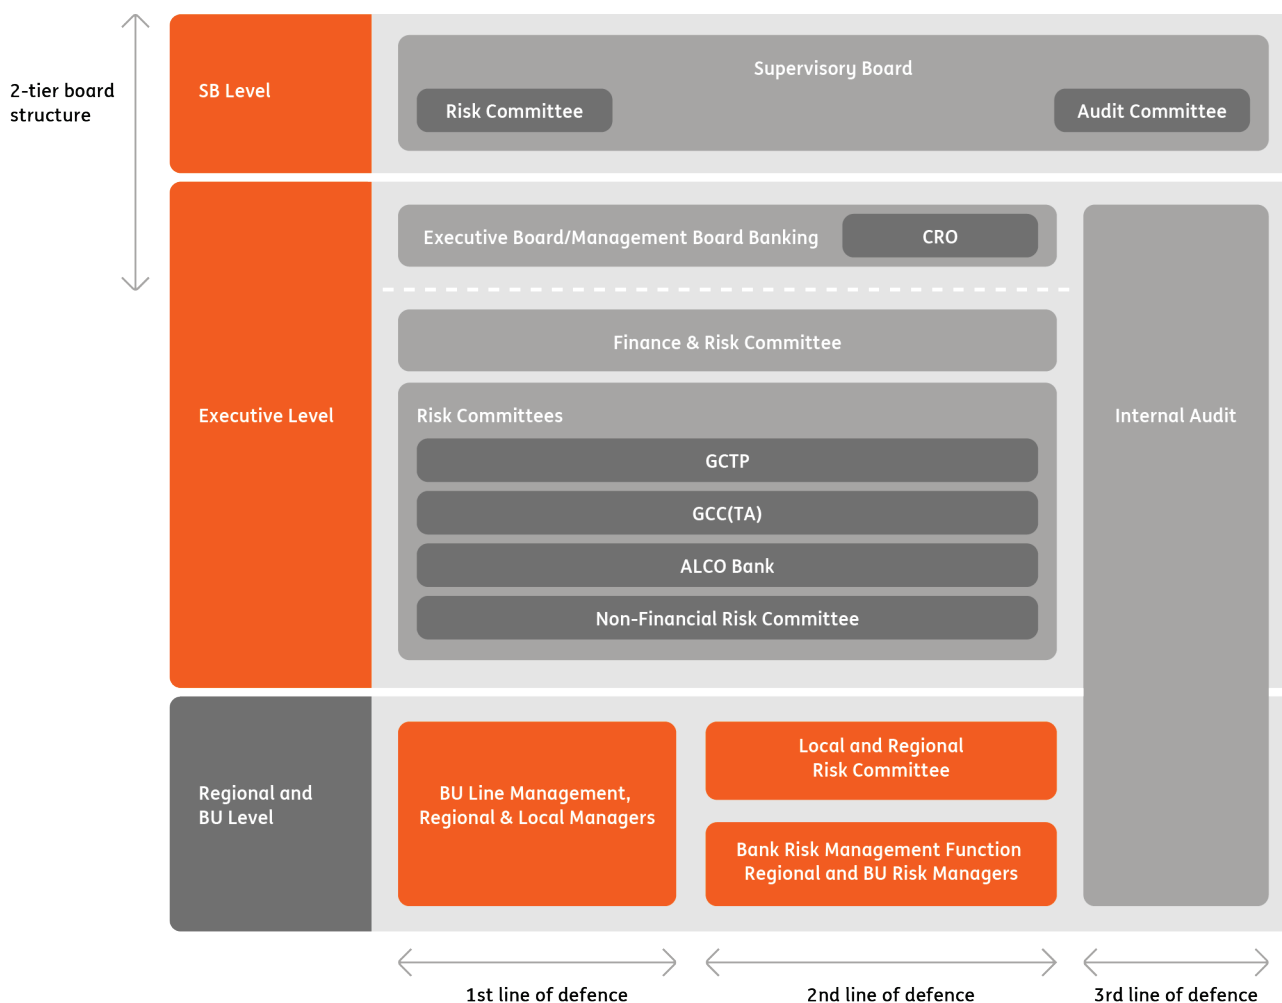 2-tier board
structure
SB Level
Supervisory Board
Risk Committee
Audit Committee
Executive Level
Executive Board/Management Board Banking
CRO
Finance & Risk Committee
Risk Committees
GCTP
GCC(TA)
ALCO Bank
Non-Financial Risk Committee
Internal Audit
Regional and
BU Level
BU Line Management,
Regional & Local Managers
Local and Regional
Risk Committee
Bank Risk Management Function
Regional and BU Risk Managers
1st line of defence
2nd line of defence
3rd line of defence